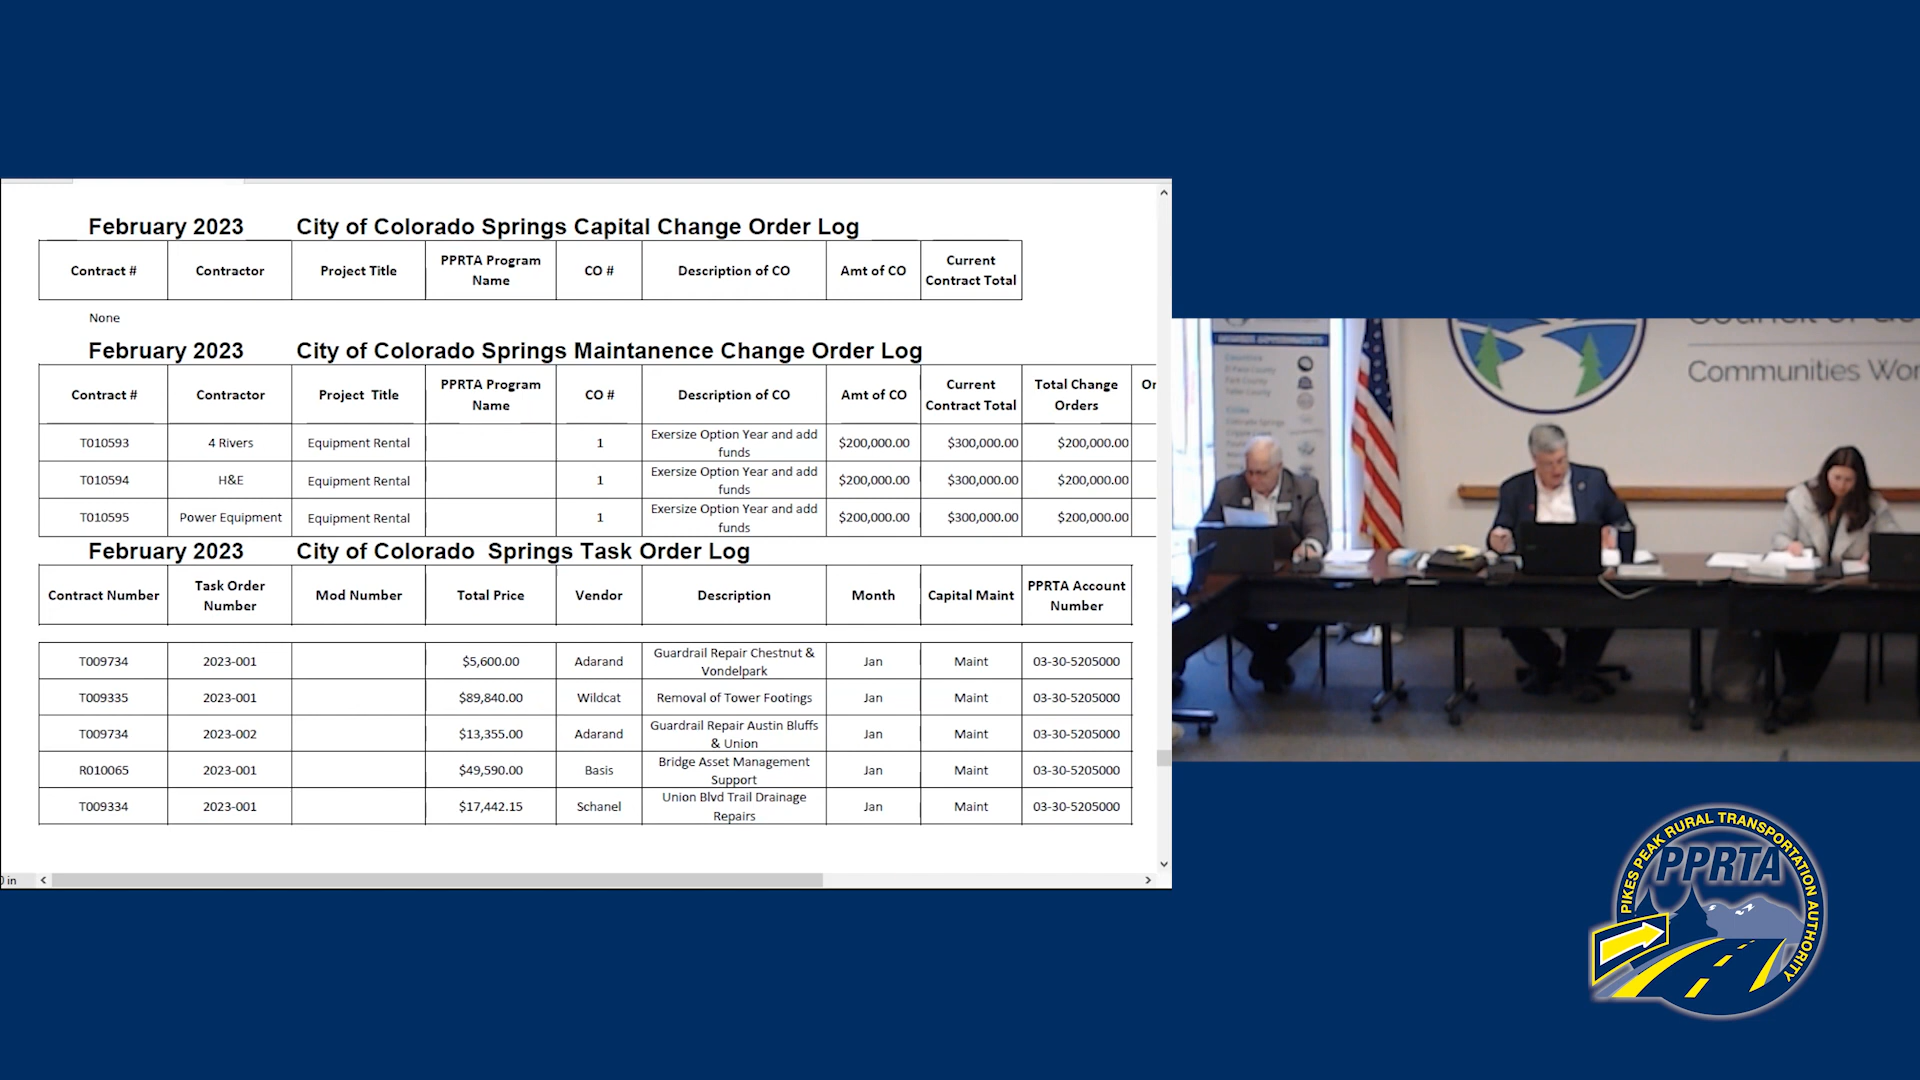 February 2023 City of Colorado Springs Capital Change Order Log
Contract # Contractor Project Title PPRTA Program Name CO # Description of CO Amt of CO Current Contract Total
None
February 2023 City of Colorado Springs Maintanence Change Order Log
Contract # Contractor Project Title PPRTA Program Name CO # Description of CO Amt of CO Current Contract Total Total Change Orders Or
T010593 4 Rivers Equipment Rental 1 Exersize Option Year and add funds $200,000.00 $300,000.00 $200,000.00
T010594 H&E Equipment Rental 1 Exersize Option Year and add funds $200,000.00 $300,000.00 $200,000.00
T010595 Power Equipment Equipment Rental 1 Exersize Option Year and add funds $200,000.00 $300,000.00 $200,000.00
February 2023 City of Colorado Springs Task Order Log
Contract Number Task Order Number Mod Number Total Price Vendor Description Month Capital Maint PPRTA Account Number
T009734 2023-001 $5,600.00 Adarand Guardrail Repair Chestnut & Vondelpark Jan Maint 03-30-5205000
T009335 2023-001 $89,840.00 Wildcat Removal of Tower Footings Jan Maint 03-30-5205000
T009734 2023-002 $13,355.00 Adarand Guardrail Repair Austin Bluffs & Union Jan Maint 03-30-5205000
R010065 2023-001 $49,590.00 Basis Bridge Asset Management Support Jan Maint 03-30-5205000
T009334 2023-001 $17,442.15 Schanel Union Blvd Trail Drainage Repairs Jan Maint 03-30-5205000
in
Communities Wor
PIKES PEAK RURAL TRANSPORTATION AUTHORITY
PPRTA